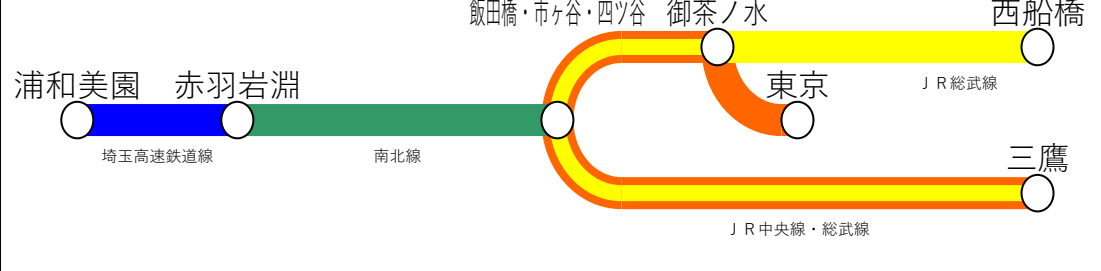 飯田橋・市ヶ谷・四ツ谷 御茶ノ水 西船橋
浦和美園 赤羽岩淵 東京 ＪＲ総武線
埼玉高速鉄道線 南北線 三鷹
ＪＲ中央線・総武線